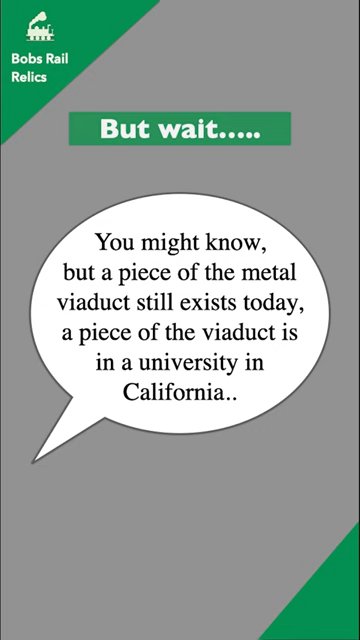 Bobs Rail
Relics
But wait.....
You might know,
but a piece of the metal
viaduct still exists today,
a piece of the viaduct is
in a university in
California..